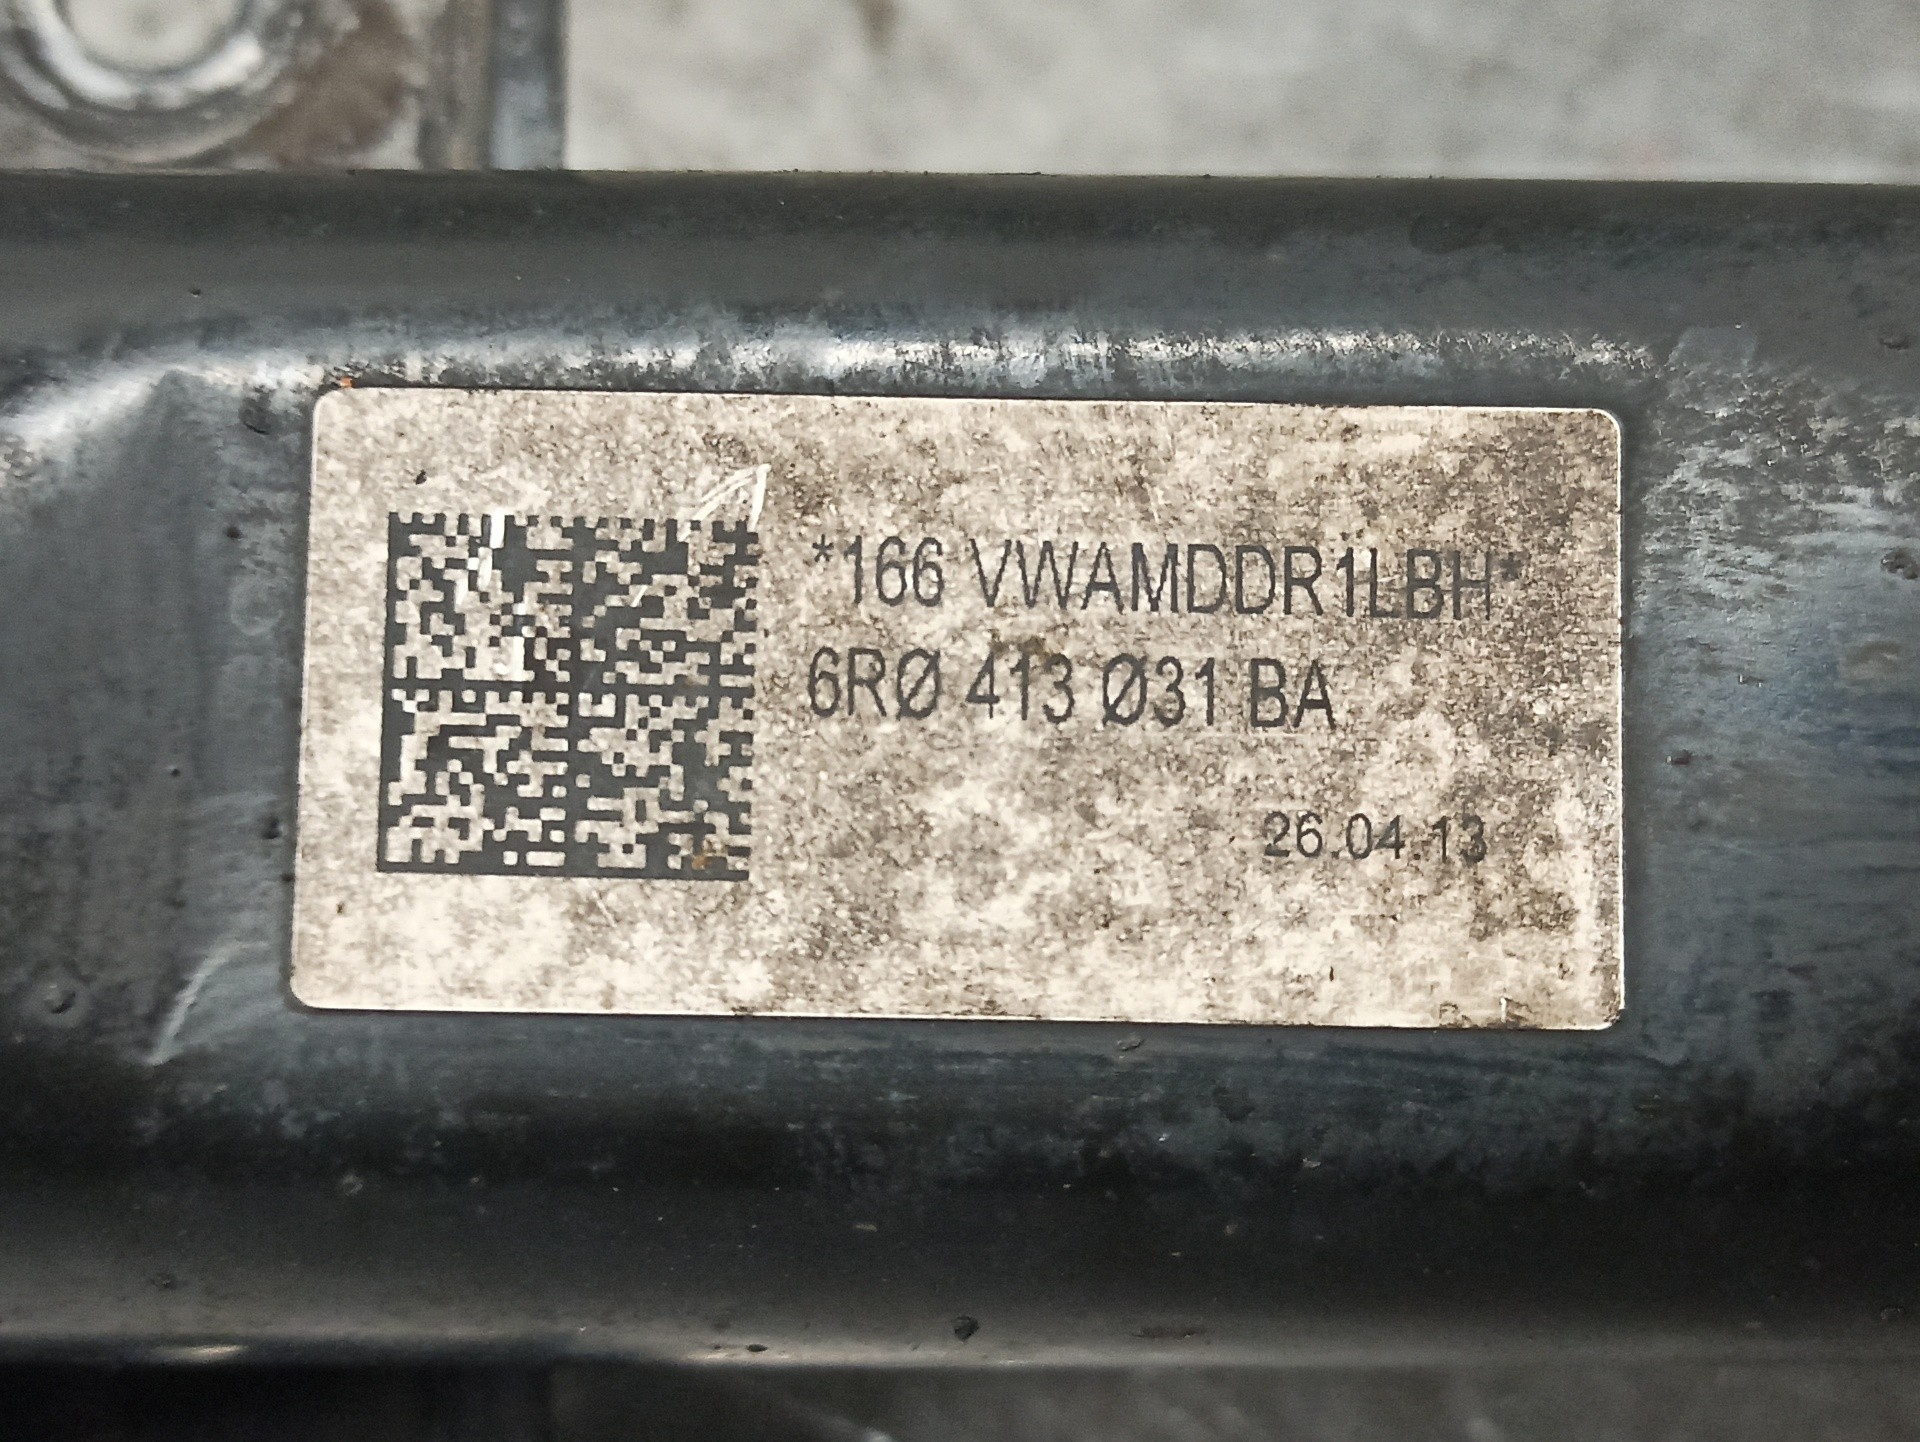 *166 VWAMDDR1LBH*
6RØ 413 Ø31 BA
26.04.13